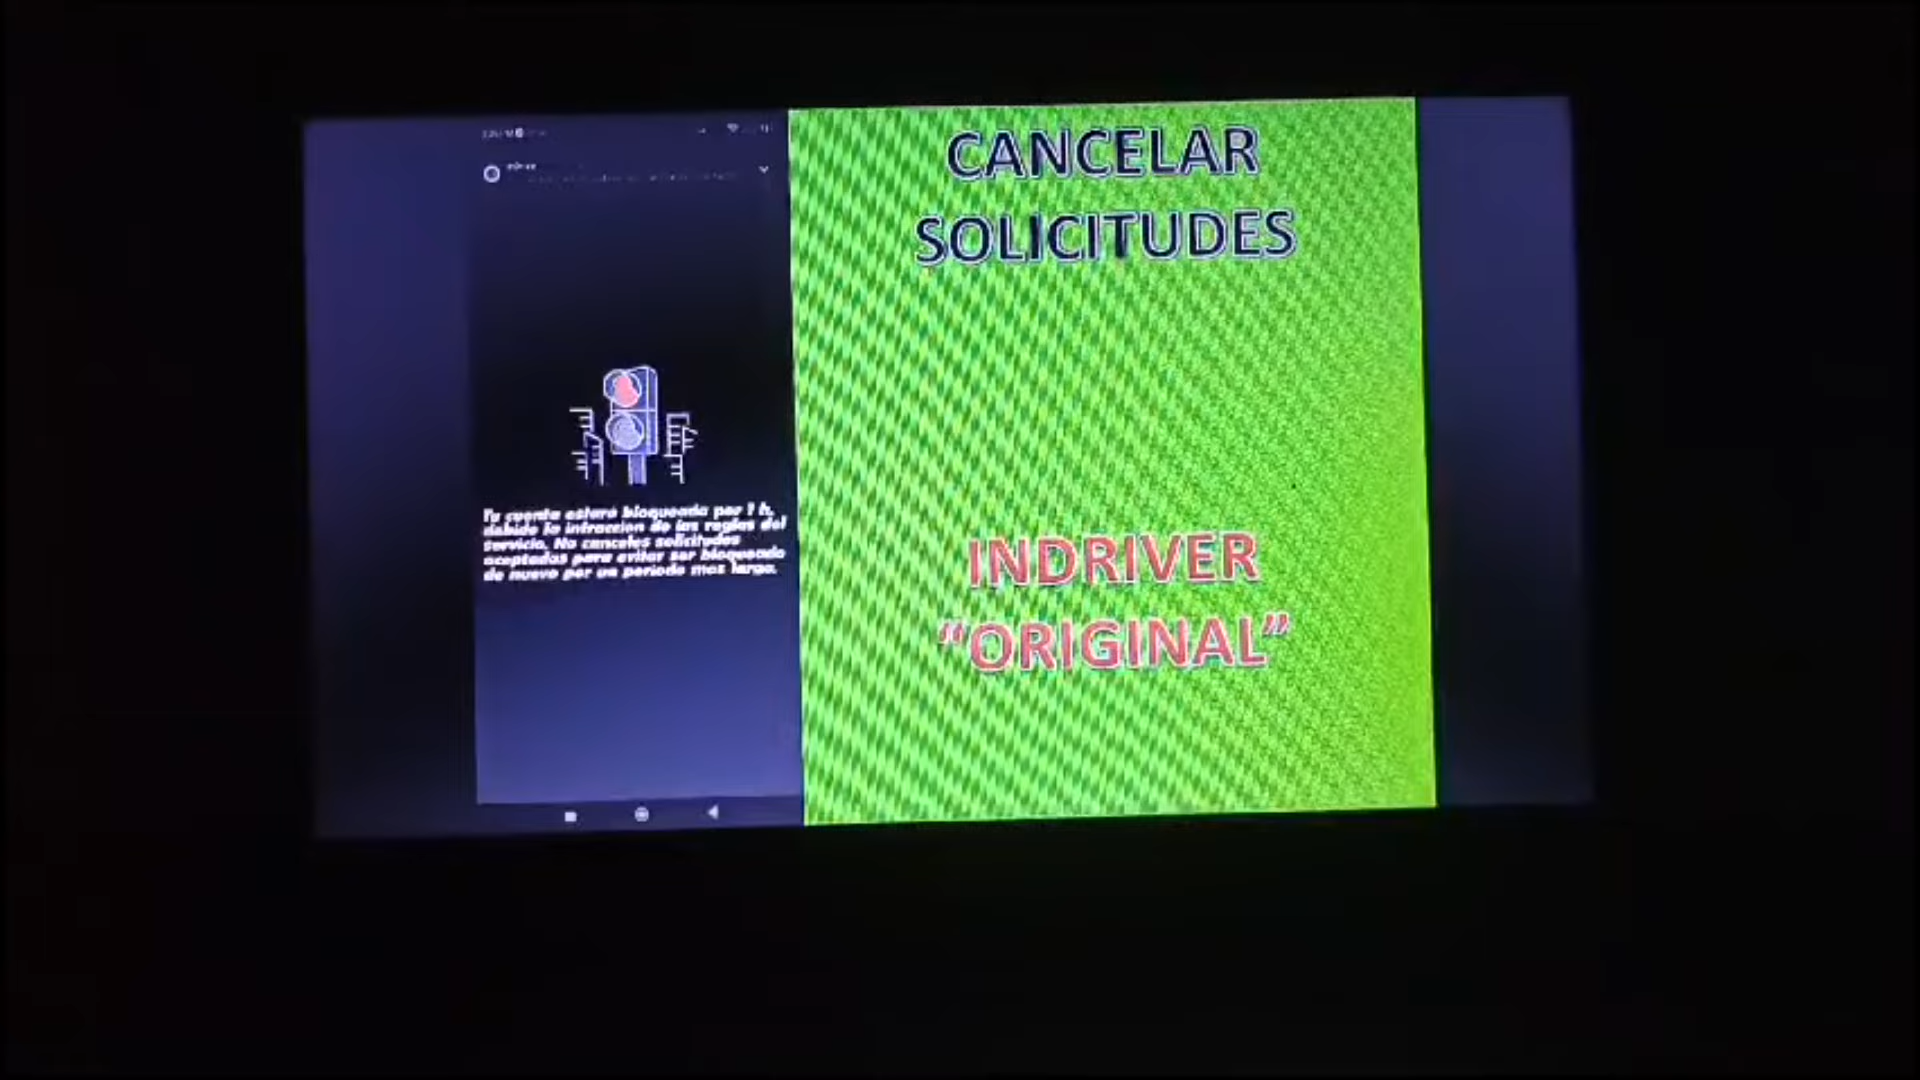 Tu cuenta estara bloqueada por 1 h,
debido la infraccion de las reglas del
servicio. No canceles solicitudes
aceptadas para evitar ser bloqueado
de nuevo por un periodo mas largo.
CANCELAR
SOLICITUDES
INDRIVER
“ORIGINAL”